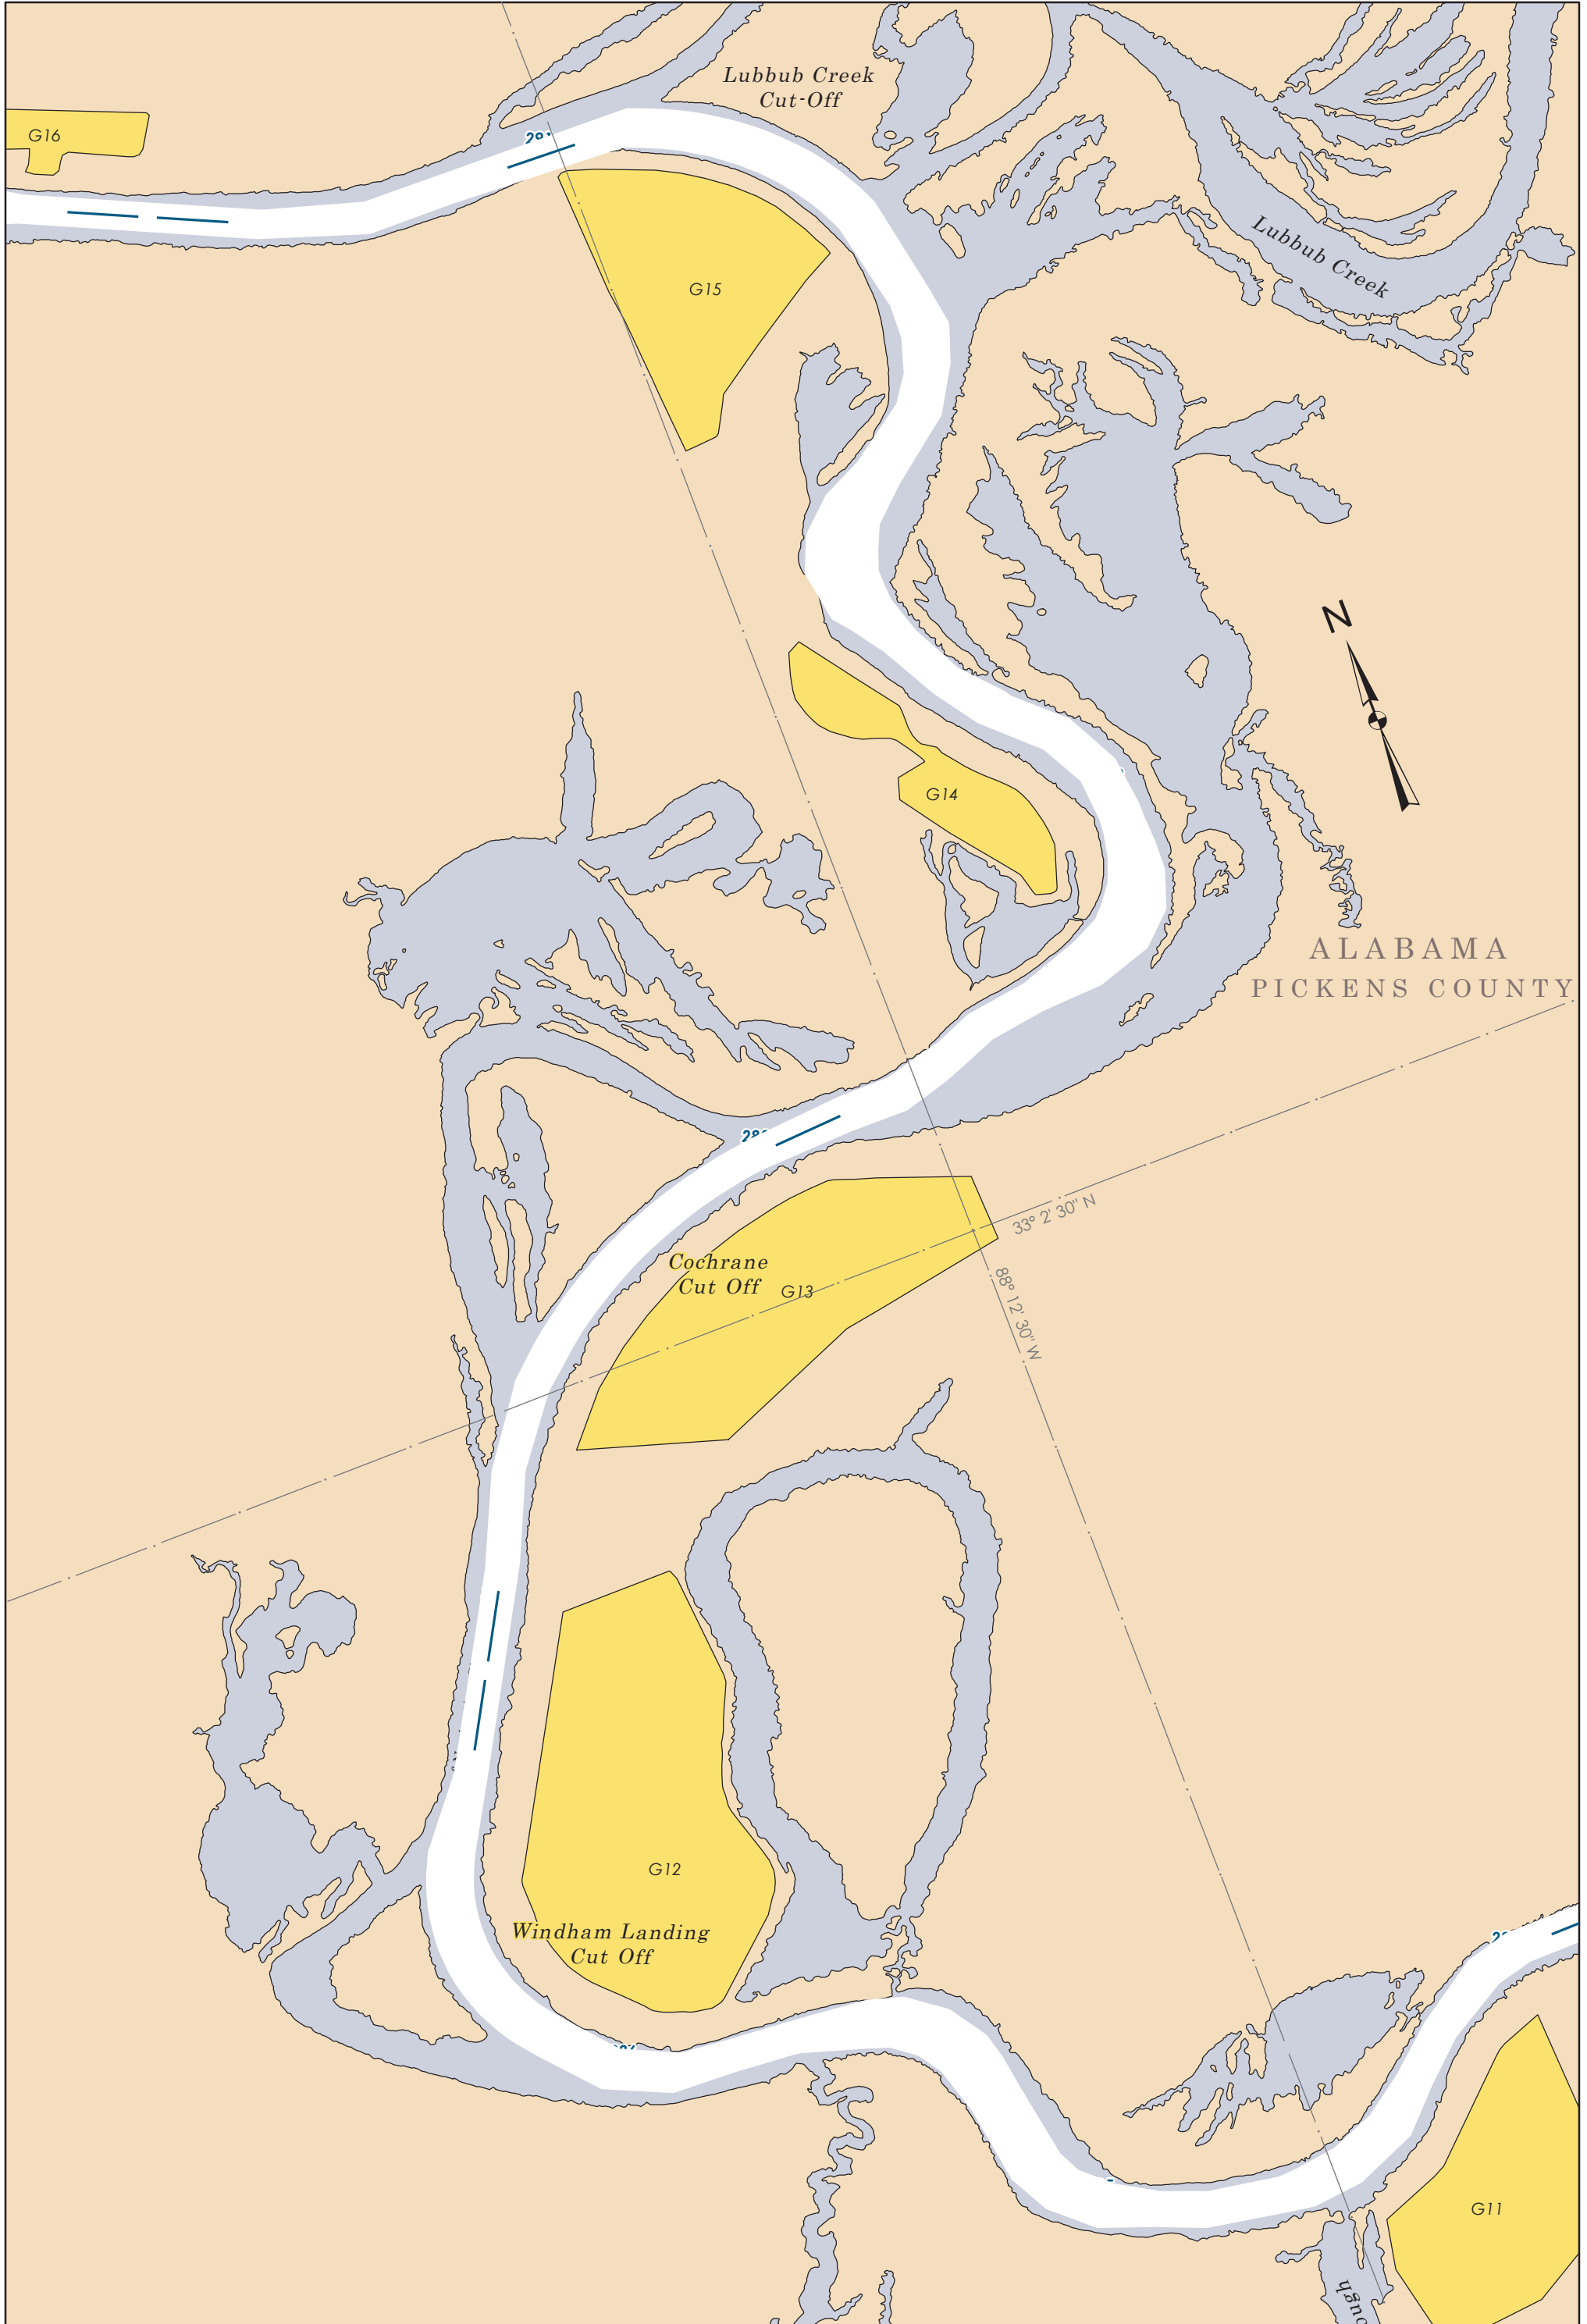 Lubbub Creek
Cut-Off
G16
G15
Lubbub Creek
N
G14
ALABAMA
PICKENS COUNTY
33° 2' 30" N
Cochrane
Cut Off
G13
88° 12' 30" W
G12
Windham Landing
Cut Off
G11